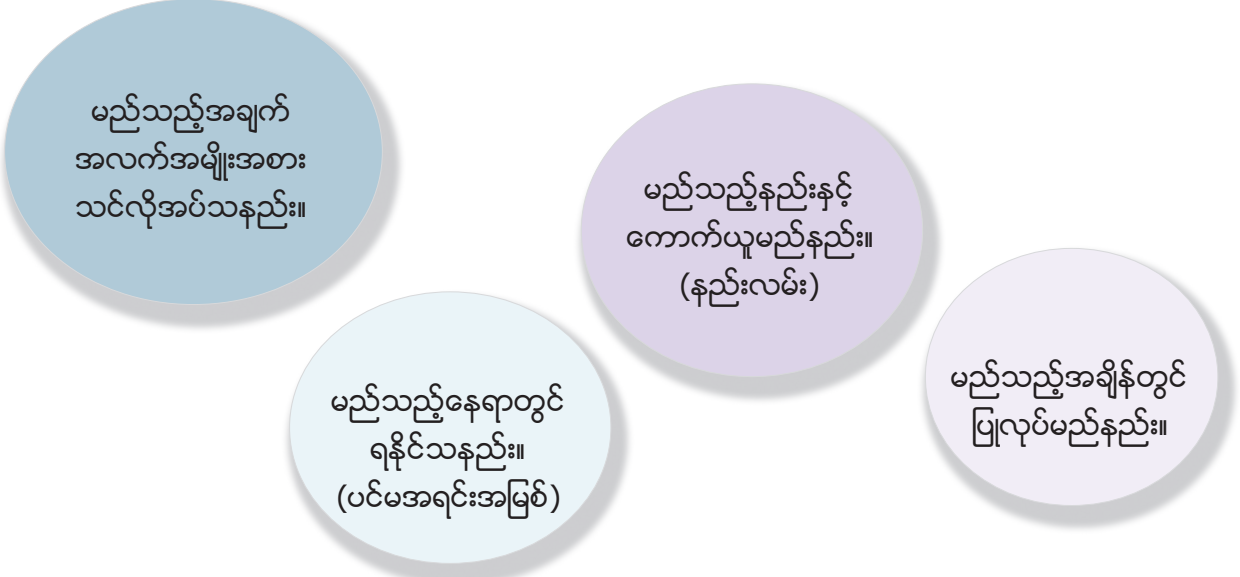 မည်သည့်အချက်
အလက်အမျိုးအစား
သင်လိုအပ်သနည်း။
မည်သည့်နေရာတွင်
ရနိုင်သနည်း။
(ပင်မအရင်းအမြစ်)
မည်သည့်နည်းနှင့်
ကောက်ယူမည်နည်း။
(နည်းလမ်း)
မည်သည့်အချိန်တွင်
ပြုလုပ်မည်နည်း။